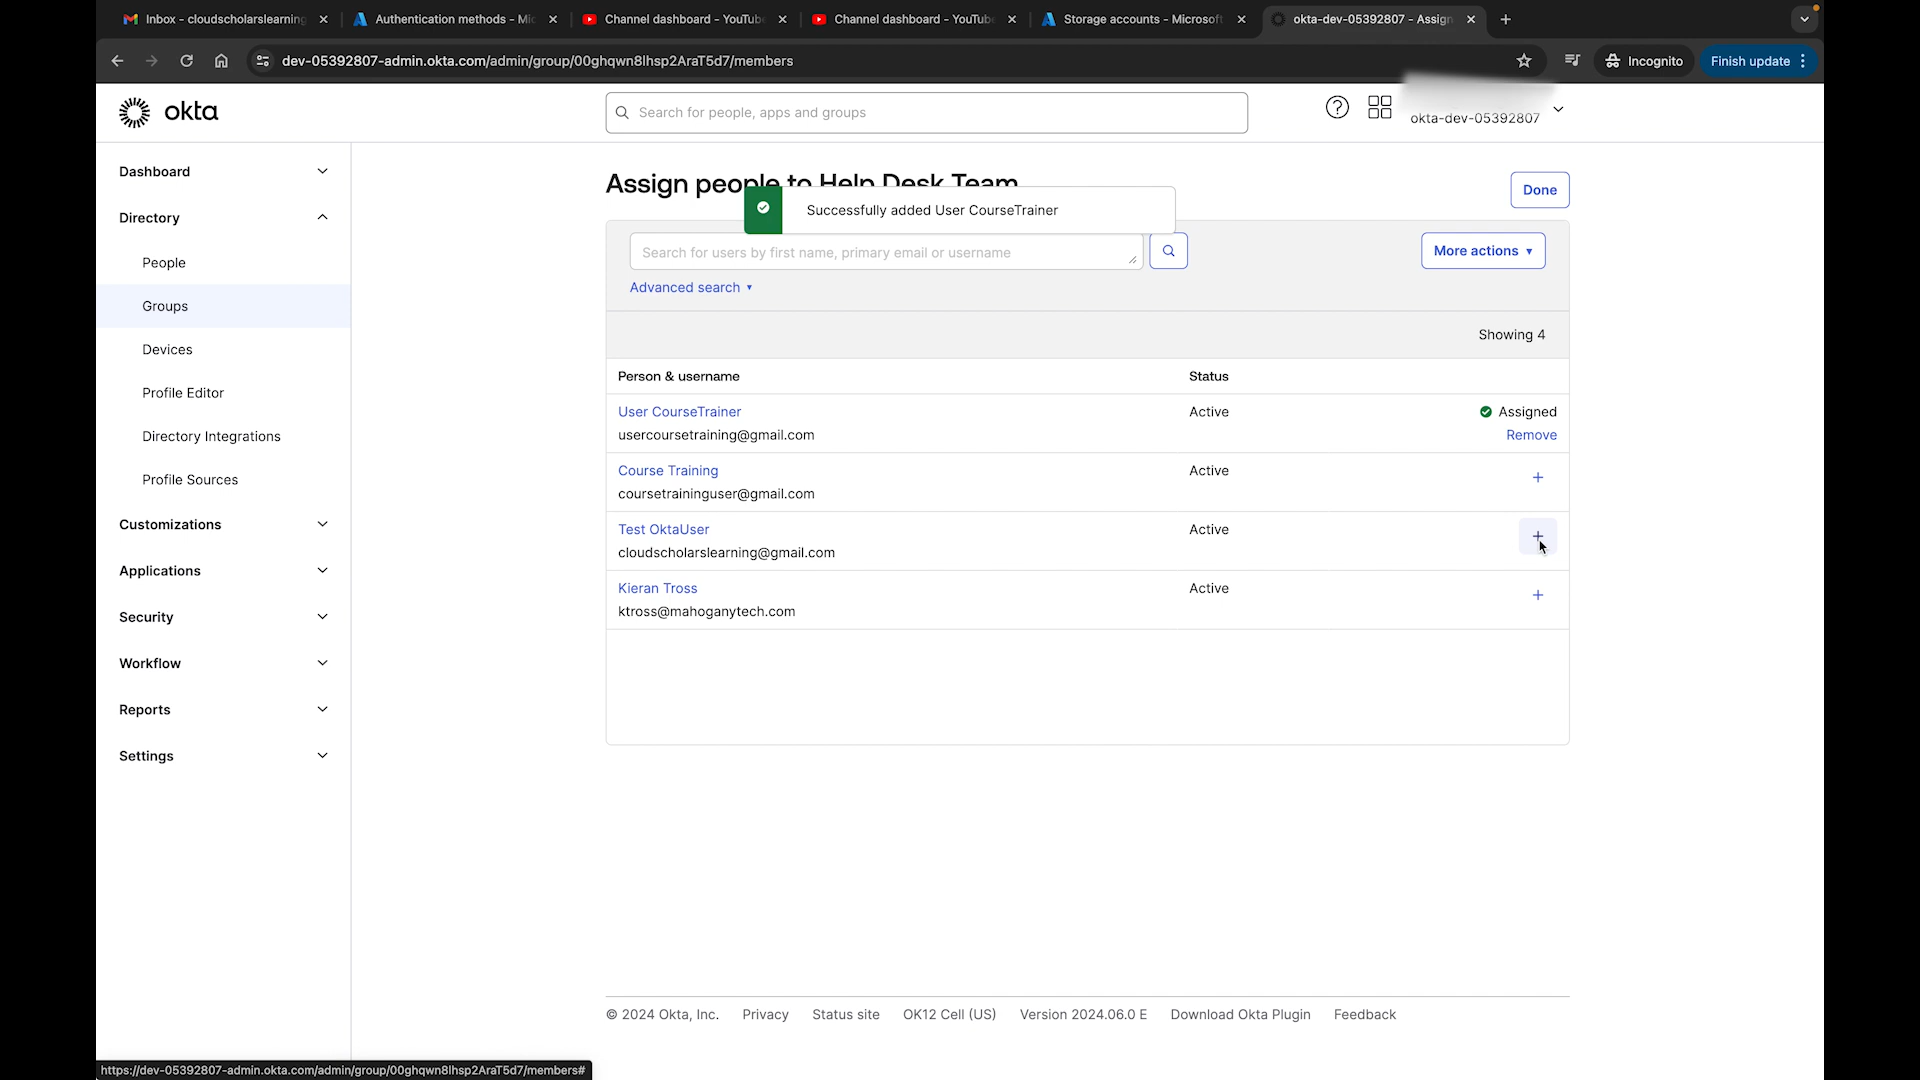 Inbox - cloudscholarslearning
Authentication methods - Mic
Channel dashboard - YouTube
Channel dashboard - YouTube
Storage accounts - Microsoft
okta-dev-05392807 - Assign
dev-05392807-admin.okta.com/admin/group/00ghqwn8lhsp2AraT5d7/members
Incognito
Finish update
okta
Search for people, apps and groups
okta-dev-05392807
Dashboard
Directory
People
Groups
Devices
Profile Editor
Directory Integrations
Profile Sources
Customizations
Applications
Security
Workflow
Reports
Settings
Assign people to Help Desk Team
Done
Successfully added User CourseTrainer
Search for users by first name, primary email or username
More actions
Advanced search
Showing 4
Person & username Status
User CourseTrainer Active Assigned
usercoursetraining@gmail.com Remove
Course Training Active
coursetraininguser@gmail.com
Test OktaUser Active
cloudscholarslearning@gmail.com
Kieran Tross Active
ktross@mahoganytech.com
© 2024 Okta, Inc. Privacy Status site OK12 Cell (US) Version 2024.06.0 E Download Okta Plugin Feedback
https://dev-05392807-admin.okta.com/admin/group/00ghqwn8lhsp2AraT5d7/members#